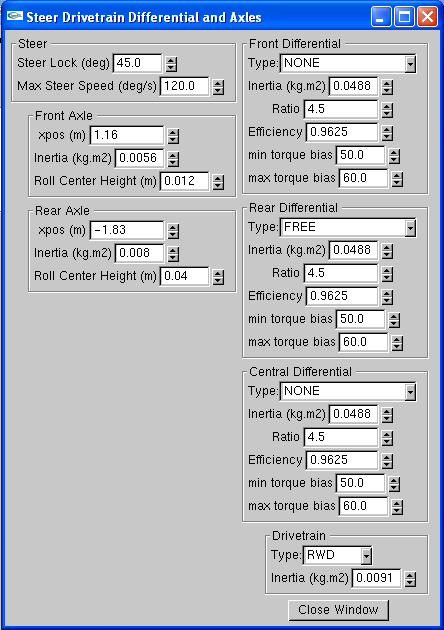 Steer Drivetrain Differential and Axles
Steer
Steer Lock (deg) 45.0
Max Steer Speed (deg/s) 120.0
Front Axle
xpos (m) 1.16
Inertia (kg.m2) 0.0056
Roll Center Height (m) 0.012
Rear Axle
xpos (m) -1.83
Inertia (kg.m2) 0.008
Roll Center Height (m) 0.04
Front Differential
Type: NONE
Inertia (kg.m2) 0.0488
Ratio 4.5
Efficiency 0.9625
min torque bias 50.0
max torque bias 60.0
Rear Differential
Type: FREE
Inertia (kg.m2) 0.0488
Ratio 4.5
Efficiency 0.9625
min torque bias 50.0
max torque bias 60.0
Central Differential
Type: NONE
Inertia (kg.m2) 0.0488
Ratio 4.5
Efficiency 0.9625
min torque bias 50.0
max torque bias 60.0
Drivetrain
Type: RWD
Inertia (kg.m2) 0.0091
Close Window